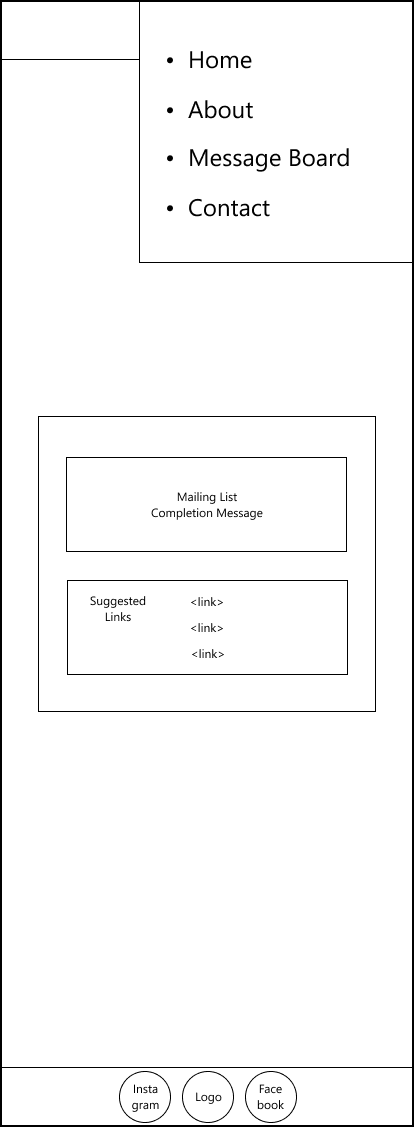 • Home
• About
• Message Board
• Contact
Mailing List
Completion Message
Suggested
Links
<link>
<link>
<link>
Insta
gram
Logo
Face
book